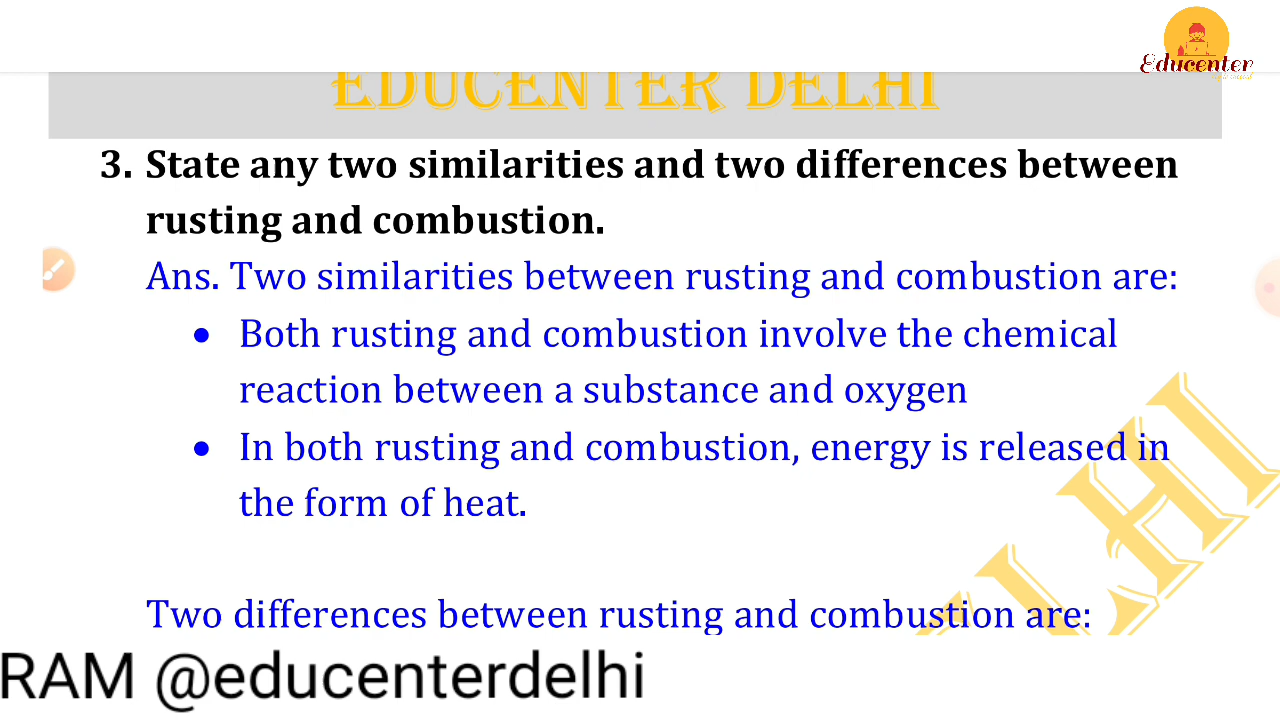 Educenter
EDUCENTER DELHI
3. State any two similarities and two differences between
rusting and combustion.
Ans. Two similarities between rusting and combustion are:
• Both rusting and combustion involve the chemical
reaction between a substance and oxygen
• In both rusting and combustion, energy is released in
the form of heat.
Two differences between rusting and combustion are:
LHI
RAM @educenterdelhi